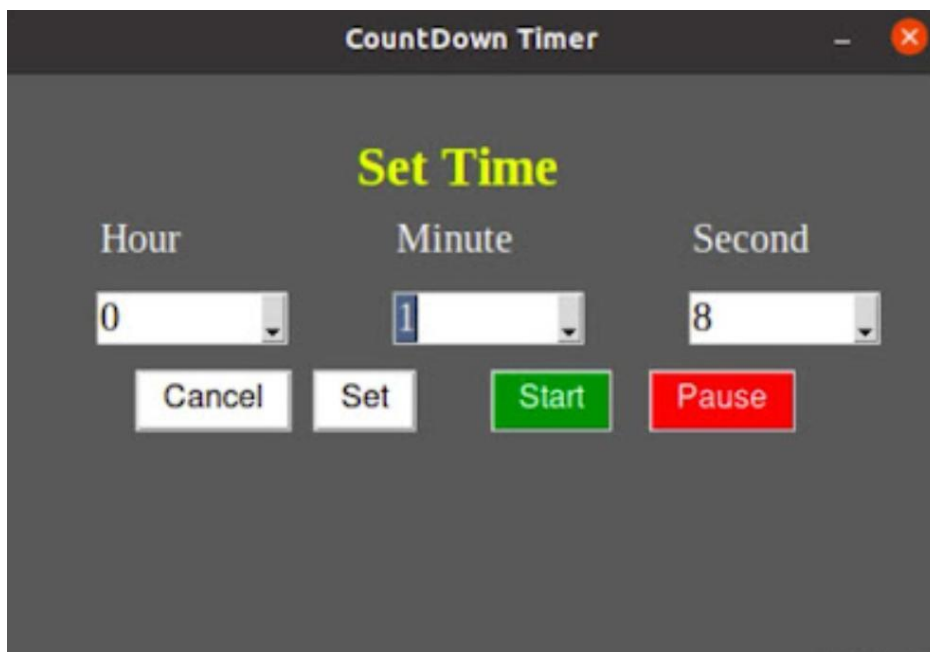 CountDown Timer
Set Time
Hour Minute Second
0 1 8
Cancel Set Start Pause